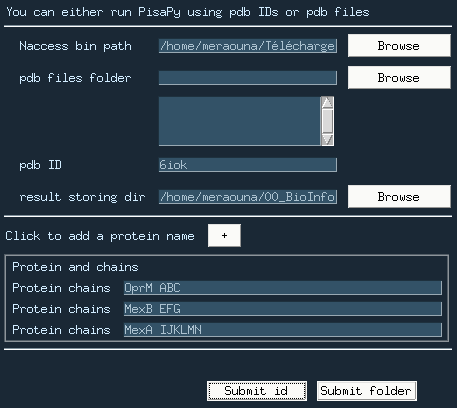 You can either run PisaPy using pdb IDs or pdb files
Naccess bin path /home/meraouna/Télécharge Browse
pdb files folder Browse
pdb ID 6iok
result storing dir /home/meraouna/00_BioInfo Browse
Click to add a protein name +
Protein and chains
Protein chains OprM ABC
Protein chains MexB EFG
Protein chains MexA IJKLMN
Submit id Submit folder